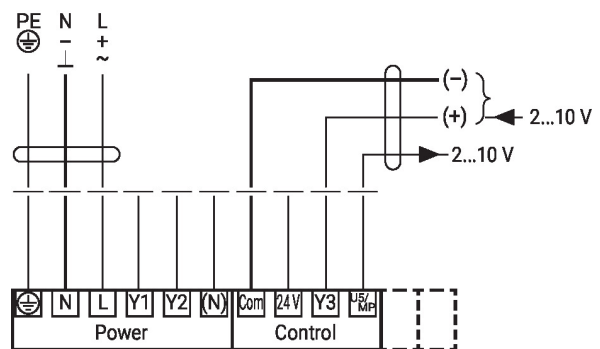 PE N L
– +
⊥ ~
(–)
(+)
2...10 V
2...10 V
N L Y1 Y2 (N) Com 24V Y3 U5/MP
Power Control